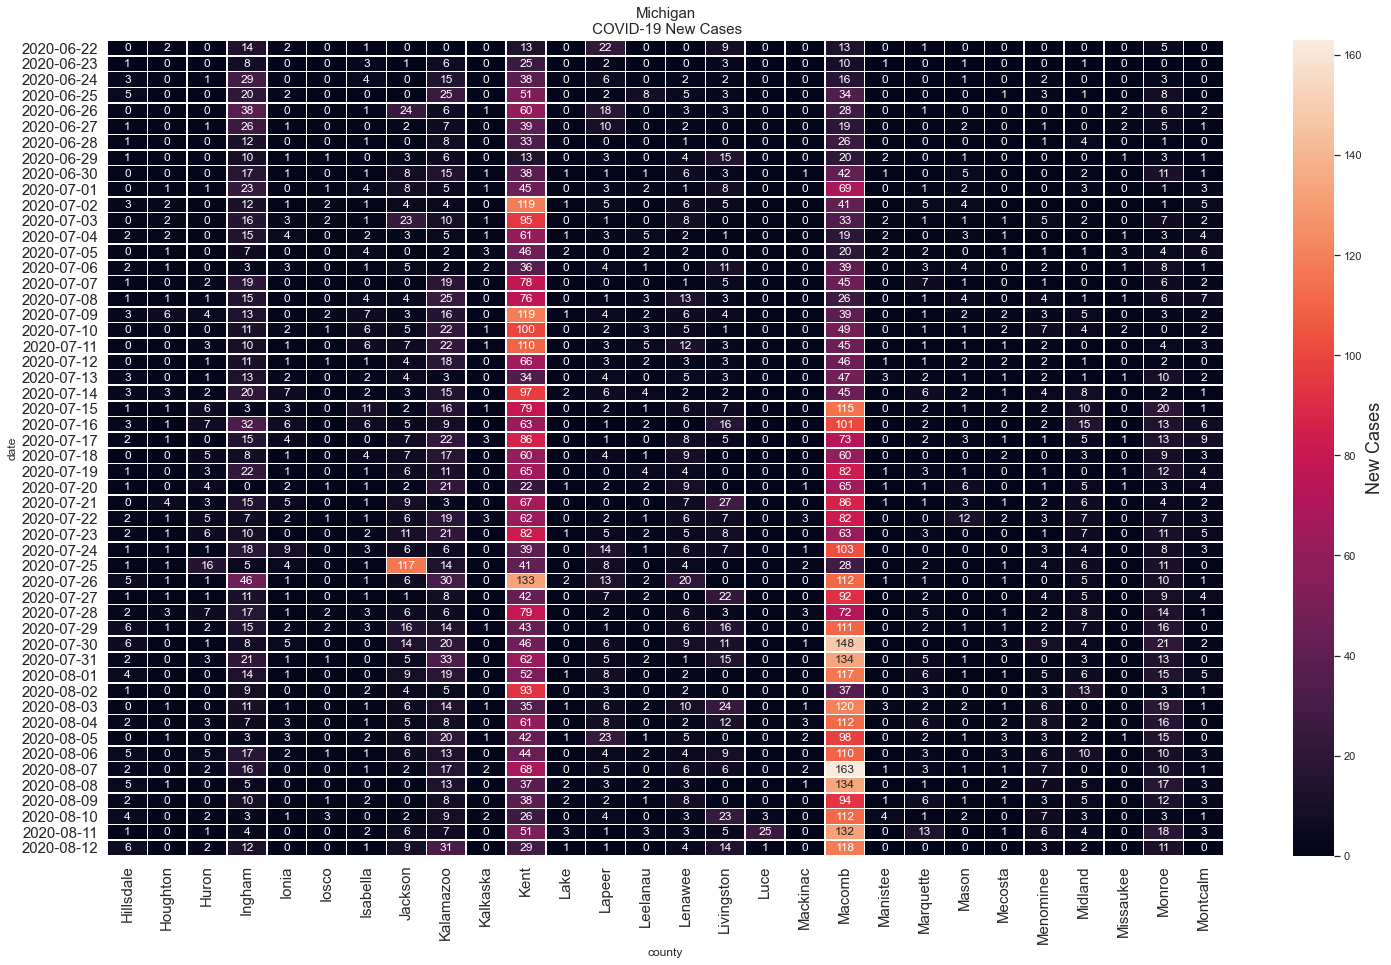 Michigan
COVID-19 New Cases
2020-06-22 0 2 0 14 2 0 1 0 0 0 13 0 22 0 0 9 0 0 13 0 1 0 0 0 0 0 5 0
2020-06-23 1 0 0 8 0 0 3 1 6 0 25 0 2 0 0 3 0 0 10 1 0 1 0 0 1 0 0 0
2020-06-24 3 0 1 29 0 0 4 0 15 0 38 0 6 0 2 2 0 0 16 0 0 1 0 2 0 0 3 0
2020-06-25 5 0 0 20 2 0 0 0 25 0 51 0 2 8 5 3 0 0 34 0 0 0 1 3 1 0 8 0
2020-06-26 0 0 0 38 0 0 1 24 6 1 60 0 18 0 3 3 0 0 28 0 1 0 0 0 0 2 6 2
2020-06-27 1 0 1 26 1 0 0 2 7 0 39 0 10 0 2 0 0 0 19 0 0 2 0 1 0 2 5 1
2020-06-28 1 0 0 12 0 0 1 0 8 0 33 0 0 0 1 0 0 0 26 0 0 0 0 1 4 0 1 0
2020-06-29 1 0 0 10 1 1 0 3 6 0 13 0 3 0 4 15 0 0 20 2 0 1 0 0 0 1 3 1
2020-06-30 0 0 0 17 1 0 1 8 15 1 38 1 1 1 6 3 0 1 42 1 0 5 0 0 2 0 11 1
2020-07-01 0 1 1 23 0 1 4 8 5 1 45 0 3 2 1 8 0 0 69 0 1 2 0 0 3 0 1 3
2020-07-02 3 2 0 12 1 2 1 4 4 0 119 1 5 0 6 5 0 0 41 0 5 4 0 0 0 0 1 5
2020-07-03 0 2 0 16 3 2 1 23 10 1 95 0 1 0 8 0 0 0 33 2 1 1 1 5 2 0 7 2
2020-07-04 2 2 0 15 4 0 2 3 5 1 61 1 3 5 2 1 0 0 19 2 0 3 1 0 0 1 3 4
2020-07-05 0 1 0 7 0 0 4 0 2 3 46 2 0 2 2 0 0 0 20 2 2 0 1 1 1 3 4 6
2020-07-06 2 1 0 3 3 0 1 5 2 2 36 0 4 1 0 11 0 0 39 0 3 4 0 2 0 1 8 1
2020-07-07 1 0 2 19 0 0 0 0 19 0 78 0 0 0 1 5 0 0 45 0 7 1 0 1 0 0 6 2
2020-07-08 1 1 1 15 0 0 4 4 25 0 76 0 1 3 13 3 0 0 26 0 1 4 0 4 1 1 6 7
2020-07-09 3 6 4 13 0 2 7 3 16 0 119 1 4 2 6 4 0 0 39 0 1 2 2 3 5 0 3 2
2020-07-10 0 0 0 11 2 1 6 5 22 1 100 0 2 3 5 1 0 0 49 0 1 1 2 7 4 2 0 2
2020-07-11 0 0 3 10 1 0 6 7 22 1 110 0 3 5 12 3 0 0 45 0 1 1 1 2 0 0 4 3
2020-07-12 0 0 1 11 1 1 1 4 18 0 66 0 3 2 3 3 0 0 46 1 1 2 2 2 1 0 2 0
2020-07-13 3 0 1 13 2 0 2 4 3 0 34 0 4 0 5 3 0 0 47 3 2 1 1 2 1 1 10 2
2020-07-14 3 3 2 20 7 0 2 3 15 0 97 2 6 4 2 2 0 0 45 0 6 2 1 4 8 0 2 1
2020-07-15 1 1 6 3 3 0 11 2 16 1 79 0 2 1 6 7 0 0 115 0 2 1 2 2 10 0 20 1
2020-07-16 3 1 7 32 6 0 6 5 9 0 63 0 1 2 0 16 0 0 101 0 2 1 0 2 15 0 13 6
2020-07-17 2 1 0 15 4 0 0 7 22 3 86 0 1 0 8 5 0 0 73 0 2 3 1 1 5 1 13 9
2020-07-18 0 0 5 8 1 0 4 7 17 0 60 0 4 1 9 0 0 0 60 0 0 0 2 0 3 0 9 3
2020-07-19 1 0 3 22 1 0 1 6 11 0 65 0 0 4 4 0 0 0 82 1 3 1 0 1 0 1 12 4
2020-07-20 1 0 4 0 2 1 1 2 21 0 22 1 2 2 9 0 0 1 65 1 1 6 0 1 5 1 3 4
2020-07-21 0 4 3 15 5 0 1 9 3 0 67 0 0 0 7 27 0 0 86 1 1 3 1 2 6 0 4 2
2020-07-22 2 1 5 7 2 1 1 6 19 3 62 0 2 1 6 7 0 3 82 0 0 12 2 3 7 0 7 3
2020-07-23 2 1 6 10 0 0 2 11 21 0 82 1 5 2 5 8 0 0 63 0 3 0 0 1 7 0 11 5
2020-07-24 1 1 1 18 9 0 3 6 6 0 39 0 14 1 6 7 0 1 103 0 0 0 0 3 4 0 8 3
2020-07-25 1 1 16 5 4 0 1 117 14 0 41 0 8 0 4 0 0 2 28 0 2 0 1 4 6 0 11 0
2020-07-26 5 1 1 46 1 0 1 6 30 0 133 2 13 2 20 0 0 0 112 1 1 1 1 0 5 0 10 1
2020-07-27 1 1 1 11 1 0 1 1 8 0 42 0 7 2 0 22 0 0 92 0 2 0 0 4 5 0 9 4
2020-07-28 2 3 7 17 1 2 3 6 6 0 79 0 2 0 6 3 0 3 72 0 5 0 1 2 8 0 14 1
2020-07-29 6 1 2 15 2 2 3 16 14 1 43 0 1 0 6 16 0 0 111 0 2 1 1 2 7 0 16 0
2020-07-30 6 0 1 8 5 0 0 14 20 0 46 0 6 0 9 11 0 1 148 0 0 0 3 9 4 0 21 2
2020-07-31 2 0 3 21 1 1 0 5 33 0 62 0 5 2 1 15 0 0 134 0 5 1 0 0 3 0 13 0
2020-08-01 4 0 0 14 1 0 0 9 19 0 52 1 8 0 2 0 0 0 117 0 6 1 1 5 6 0 15 5
2020-08-02 1 0 0 9 0 0 2 4 5 0 93 0 3 0 2 0 0 0 37 0 3 0 0 3 13 0 3 1
2020-08-03 0 1 0 11 1 0 1 6 14 1 35 1 6 2 10 24 0 1 120 3 2 2 1 6 0 0 19 1
2020-08-04 2 0 3 7 3 0 1 5 8 0 61 0 8 0 2 12 0 3 112 0 6 0 2 8 2 0 16 0
2020-08-05 0 1 0 3 3 0 2 6 20 1 42 1 23 1 5 0 0 2 98 0 2 1 3 3 2 1 15 0
2020-08-06 5 0 5 17 2 1 1 6 13 0 44 0 4 2 4 9 0 0 110 0 3 0 3 6 10 0 10 3
2020-08-07 2 0 2 16 0 0 1 2 17 2 68 0 5 0 6 6 0 2 163 1 3 1 1 7 0 0 10 1
2020-08-08 5 1 0 5 0 0 0 0 13 0 37 2 3 2 3 0 0 1 134 0 1 0 2 7 5 0 17 3
2020-08-09 2 0 0 10 0 1 2 0 8 0 38 2 2 1 8 0 0 0 94 1 6 1 1 3 5 0 12 3
2020-08-10 4 0 2 3 1 3 0 2 9 2 26 0 4 0 3 23 3 0 112 4 1 2 0 7 3 0 3 1
2020-08-11 1 0 1 4 0 0 2 6 7 0 51 3 1 3 3 5 25 0 132 0 13 0 1 6 4 0 18 3
2020-08-12 6 0 2 12 0 0 1 9 31 0 29 1 1 0 4 14 1 0 118 0 0 0 0 3 2 0 11 0
date
Hillsdale Houghton Huron Ingham Ionia Iosco Isabella Jackson Kalamazoo Kalkaska Kent Lake Lapeer Leelanau Lenawee Livingston Luce Mackinac Macomb Manistee Marquette Mason Mecosta Menominee Midland Missaukee Monroe Montcalm
county
160
140
120
100
80
60
40
20
0
New Cases